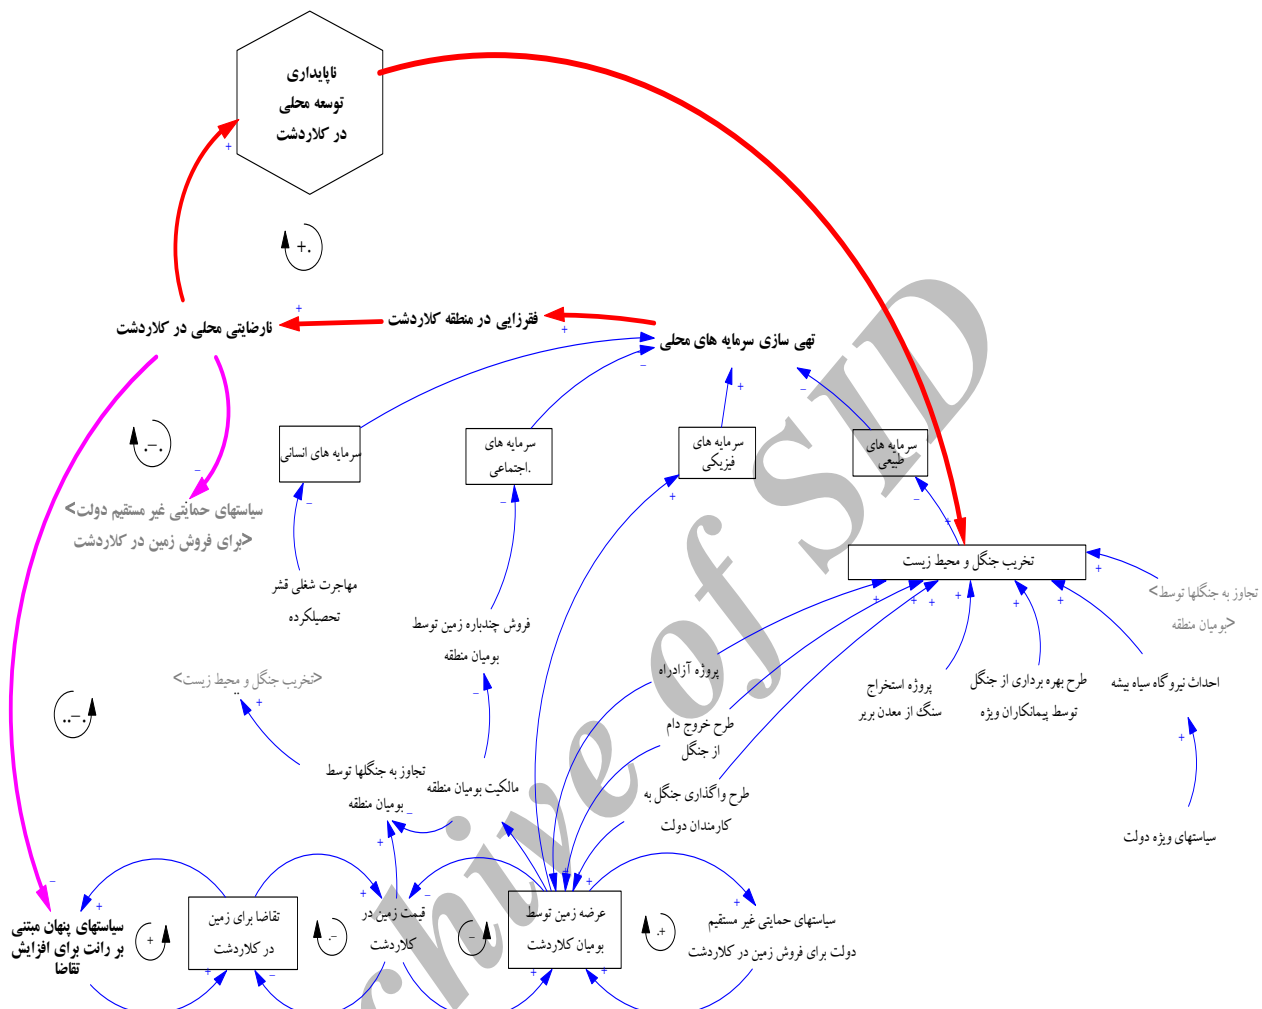 ناپایداری
توسعه محلی
در کلاردشت
+
+.
نارضایتی محلی در کلاردشت
+
فقرزایی در منطقه کلاردشت
+
تهی سازی سرمایه های محلی
+
–
+
–
.–.
–
<سیاستهای حمایتی غیر مستقیم دولت
برای فروش زمین در کلاردشت>
سرمایه های انسانی
سرمایه های
اجتماعی.
سرمایه های
فیزیکی
سرمایه های
طبیعی
–
–
+
–
+
تخریب جنگل و محیط زیست
+
+
+
+
+
+
+
<تجاوز به جنگلها توسط
بومیان منطقه>
مهاجرت شغلی قشر
تحصیلکرده
فروش چندباره زمین توسط
بومیان منطقه
–
<تخریب جنگل و محیط زیست>
+
پروژه آزادراه
طرح خروج دام
از جنگل
طرح واگذاری جنگل به
کارمندان دولت
پروژه استخراج
سنگ از معدن بریر
طرح بهره برداری از جنگل
توسط پیمانکاران ویژه
احداث نیروگاه سیاه بیشه
+
سیاستهای ویژه دولت
..–.
تجاوز به جنگلها توسط
بومیان منطقه
–
+
مالکیت بومیان منطقه
–
+
سیاستهای پنهان مبتنی
بر رانت برای افزایش
تقاضا
+
تقاضا برای زمین
در کلاردشت
+
–
.–
+
قیمت زمین در
کلاردشت
–
–
عرضه زمین توسط
بومیان کلاردشت
+
+
+
+
.+
+
سیاستهای حمایتی غیر مستقیم
دولت برای فروش زمین در کلاردشت
Archive of SID